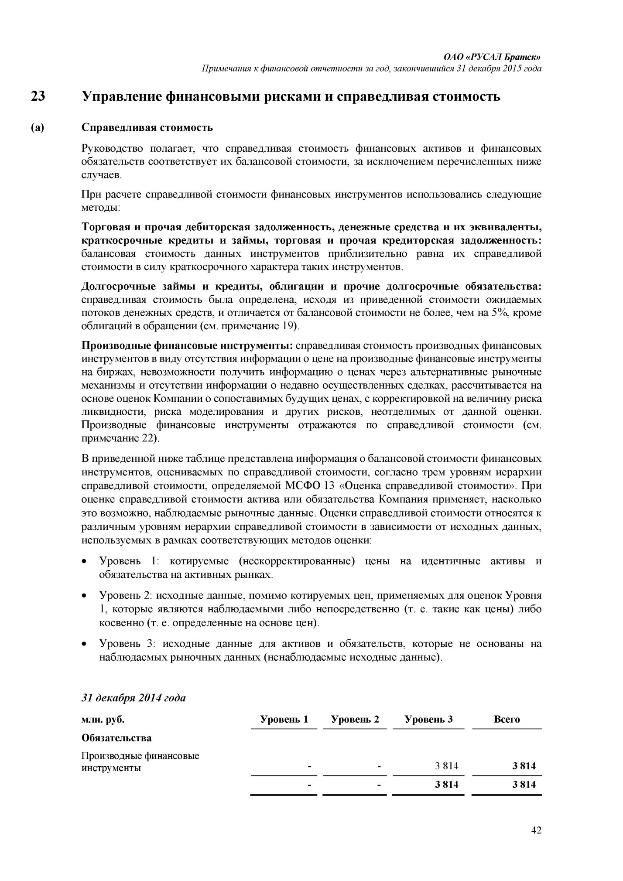 ОАО «РУСАЛ Братск»
Примечания к финансовой отчетности за год, закончившийся 31 декабря 2015 года
23 Управление финансовыми рисками и справедливая стоимость
(a) Справедливая стоимость
Руководство полагает, что справедливая стоимость финансовых активов и финансовых
обязательств соответствует их балансовой стоимости, за исключением перечисленных ниже
случаев.
При расчете справедливой стоимости финансовых инструментов использовались следующие
методы:
Торговая и прочая дебиторская задолженность, денежные средства и их эквиваленты,
краткосрочные кредиты и займы, торговая и прочая кредиторская задолженность:
балансовая стоимость данных инструментов приблизительно равна их справедливой
стоимости в силу краткосрочного характера таких инструментов.
Долгосрочные займы и кредиты, облигации и прочие долгосрочные обязательства:
справедливая стоимость была определена, исходя из приведенной стоимости ожидаемых
потоков денежных средств, и отличается от балансовой стоимости не более, чем на 5%, кроме
облигаций в обращении (см. примечание 19).
Производные финансовые инструменты: справедливая стоимость производных финансовых
инструментов в виду отсутствия информации о цене на производные финансовые инструменты
на биржах, невозможности получить информацию о ценах через альтернативные рыночные
механизмы и отсутствии информации о недавно осуществленных сделках, рассчитывается на
основе оценок Компании о сопоставимых будущих ценах, с корректировкой на величину риска
ликвидности, риска моделирования и других рисков, неотделимых от данной оценки.
Производные финансовые инструменты отражаются по справедливой стоимости (см.
примечание 22).
В приведенной ниже таблице представлена информация о балансовой стоимости финансовых
инструментов, оцениваемых по справедливой стоимости, согласно трем уровням иерархии
справедливой стоимости, определяемой МСФО 13 «Оценка справедливой стоимости». При
оценке справедливой стоимости актива или обязательства Компания применяет, насколько
это возможно, наблюдаемые рыночные данные. Оценки справедливой стоимости относятся к
различным уровням иерархии справедливой стоимости в зависимости от исходных данных,
используемых в рамках соответствующих методов оценки:
• Уровень 1: котируемые (нескорректированные) цены на идентичные активы и
обязательства на активных рынках.
• Уровень 2: исходные данные, помимо котируемых цен, применяемых для оценок Уровня
1, которые являются наблюдаемыми либо непосредственно (т. е. такие как цены) либо
косвенно (т. е. определенные на основе цен).
• Уровень 3: исходные данные для активов и обязательств, которые не основаны на
наблюдаемых рыночных данных (ненаблюдаемые исходные данные).
31 декабря 2014 года
млн. руб. Уровень 1 Уровень 2 Уровень 3 Всего
Обязательства
Производные финансовые
инструменты - - 3 814 3 814
- - 3 814 3 814
42